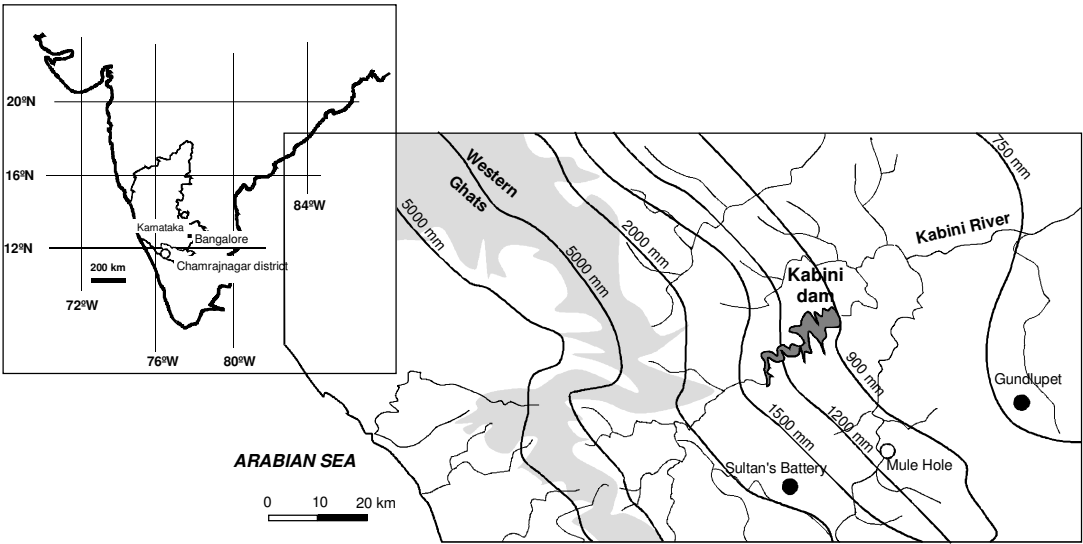 20ºN
16ºN
12ºN
84ºW
Karnataka
Bangalore
Chamrajnagar district
200 km
72ºW
76ºW
80ºW
Western
Ghats
5000 mm
5000 mm
2000 mm
750 mm
Kabini River
Kabini
dam
900 mm
1200 mm
1500 mm
Gundlupet
Mule Hole
Sultan's Battery
ARABIAN SEA
0 10 20 km